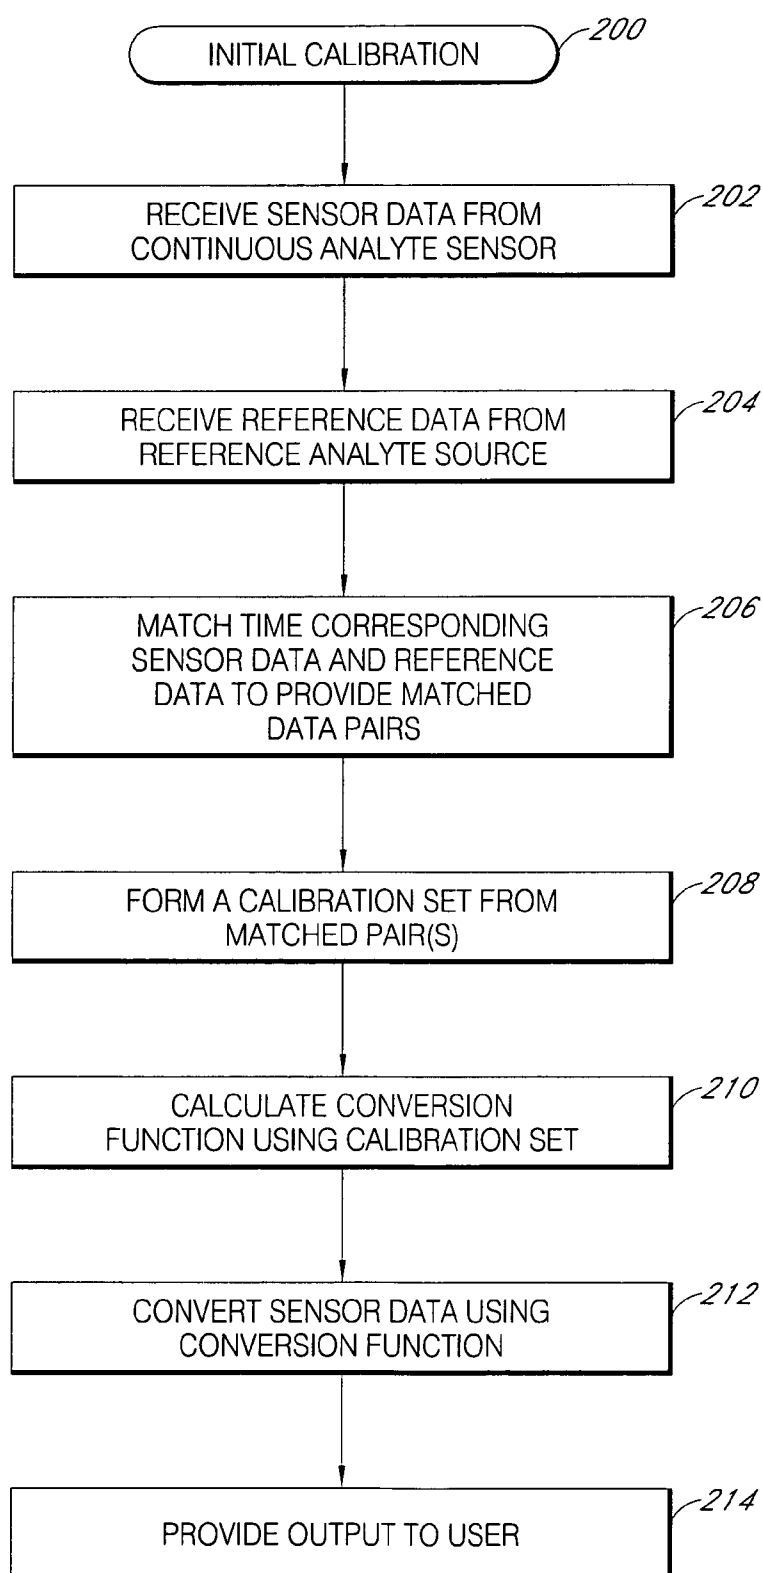 INITIAL CALIBRATION
200
RECEIVE SENSOR DATA FROM
CONTINUOUS ANALYTE SENSOR
202
RECEIVE REFERENCE DATA FROM
REFERENCE ANALYTE SOURCE
204
MATCH TIME CORRESPONDING
SENSOR DATA AND REFERENCE
DATA TO PROVIDE MATCHED
DATA PAIRS
206
FORM A CALIBRATION SET FROM
MATCHED PAIR(S)
208
CALCULATE CONVERSION
FUNCTION USING CALIBRATION SET
210
CONVERT SENSOR DATA USING
CONVERSION FUNCTION
212
PROVIDE OUTPUT TO USER
214